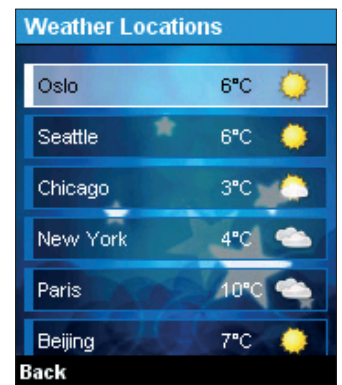 Weather Locations
Oslo 6°C
Seattle 6°C
Chicago 3°C
New York 4°C
Paris 10°C
Beijing 7°C
Back